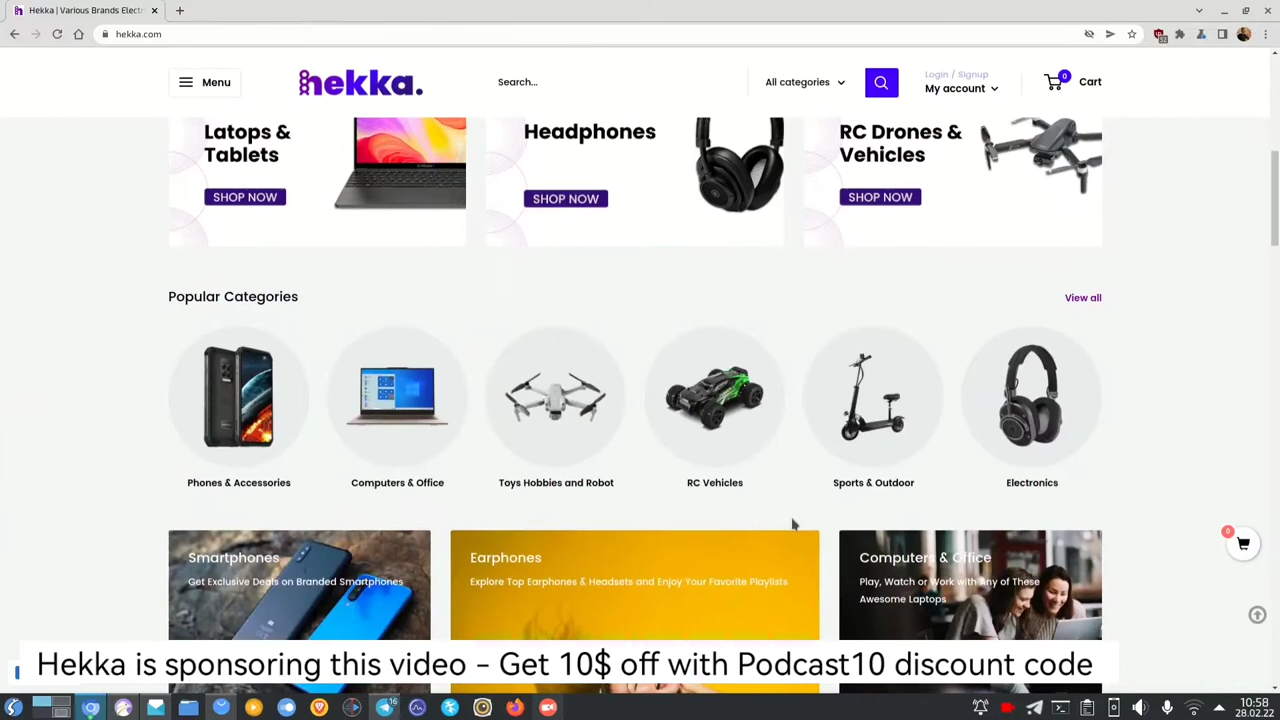 Hekka | Various Brands Electr
hekka.com
Menu
hekka.
Search...
All categories
Login / Signup
My account
0
Cart
Latops &
Tablets
SHOP NOW
Headphones
SHOP NOW
RC Drones &
Vehicles
SHOP NOW
Popular Categories
View all
Phones & Accessories
Computers & Office
Toys Hobbies and Robot
RC Vehicles
Sports & Outdoor
Electronics
0
Smartphones
Get Exclusive Deals on Branded Smartphones
Earphones
Explore Top Earphones & Headsets and Enjoy Your Favorite Playlists
Computers & Office
Play, Watch or Work with Any of These
Awesome Laptops
Hekka is sponsoring this video - Get 10$ off with Podcast10 discount code
16
10:58
28.02.22